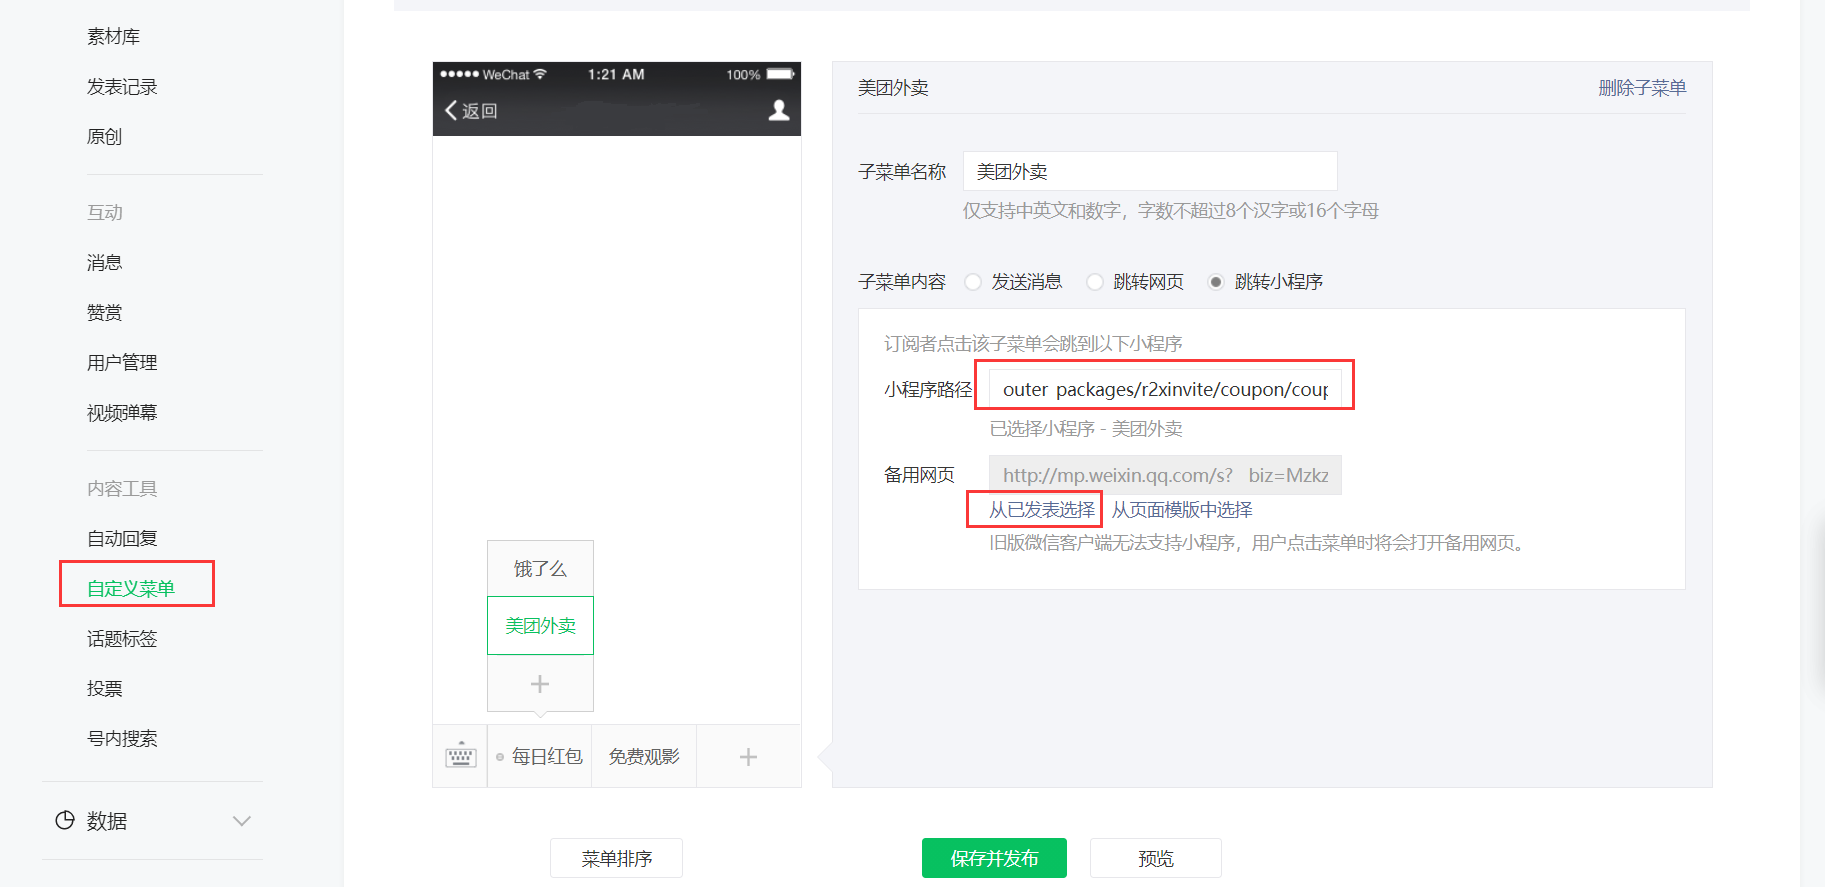 素材库
发表记录
原创
互动
消息
赞赏
用户管理
视频弹幕
内容工具
自动回复
自定义菜单
话题标签
投票
号内搜索
数据
WeChat 1:21 AM 100%
返回
饿了么
美团外卖
+
每日红包 免费观影 +
菜单排序
美团外卖 删除子菜单
子菜单名称 美团外卖
仅支持中英文和数字，字数不超过8个汉字或16个字母
子菜单内容 发送消息 跳转网页 跳转小程序
订阅者点击该子菜单会跳到以下小程序
小程序路径 outer packages/r2xinvite/coupon/coup
已选择小程序 - 美团外卖
备用网页 http://mp.weixin.qq.com/s? biz=Mzkz
从已发表选择 从页面模版中选择
旧版微信客户端无法支持小程序，用户点击菜单时将会打开备用网页。
保存并发布 预览